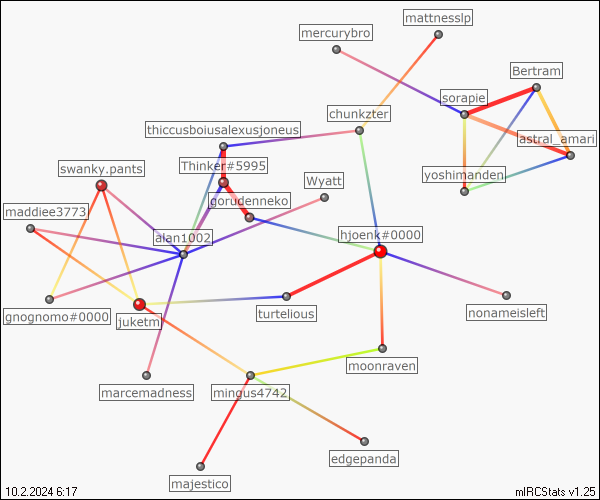 mattnesslp
mercurybro
Bertram
sorapie
chunkzter
thiccusboiusalexusjoneus
astral_amari
Thinker#5995
swanky.pants
yoshimanden
Wyatt
gorudenneko
maddiee3773
alan1002
hjoenk#0000
gnognomo#0000
juketm
turtelious
nonameisleft
moonraven
marcemadness
mingus4742
edgepanda
majestico
10.2.2024 6:17
mIRCStats v1.25